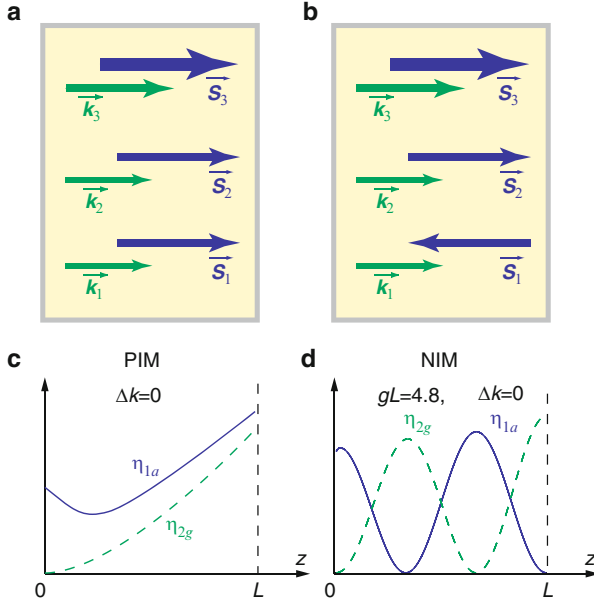 a
b
S₃
k₃
S₂
k₂
S₁
k₁
S₃
k₃
S₂
k₂
S₁
k₁
c PIM
Δk=0
η₁ₐ
η₂g
0 L z
d NIM
gL=4.8, Δk=0
η₂g η₁ₐ
0 L z